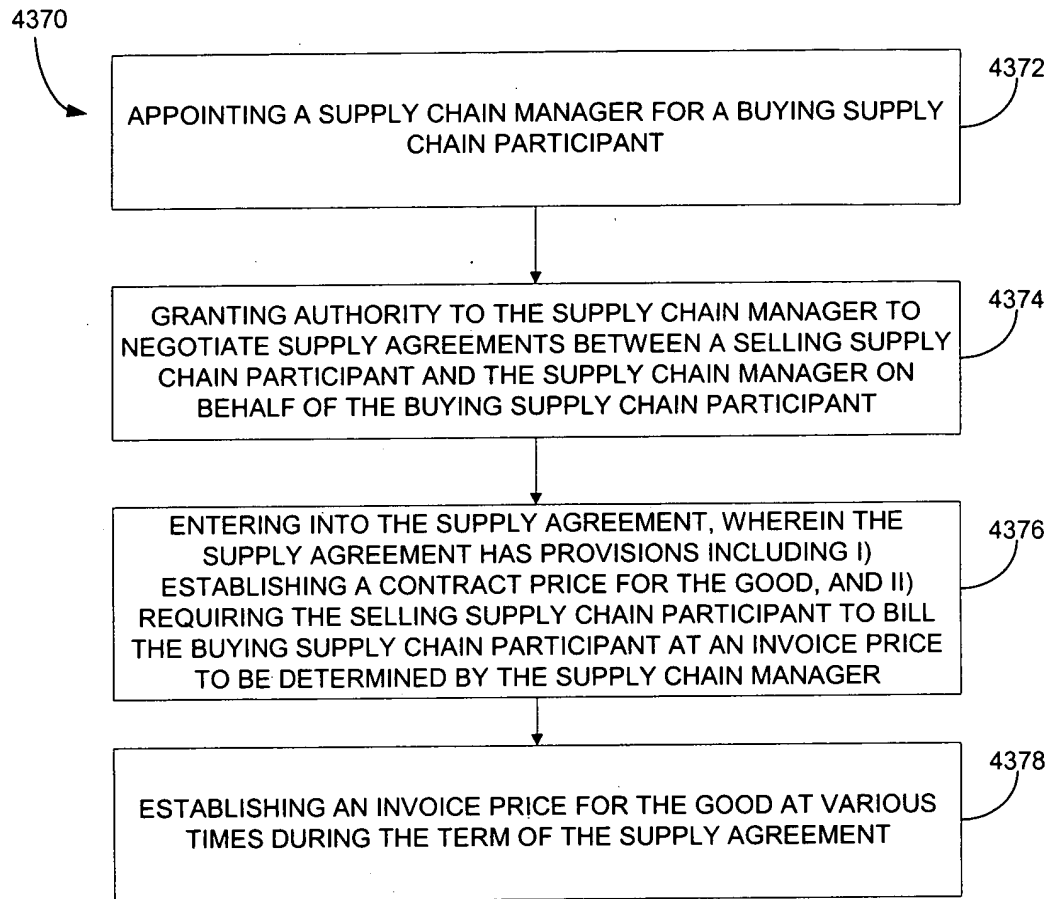 4370
4372
APPOINTING A SUPPLY CHAIN MANAGER FOR A BUYING SUPPLY
CHAIN PARTICIPANT
4374
GRANTING AUTHORITY TO THE SUPPLY CHAIN MANAGER TO
NEGOTIATE SUPPLY AGREEMENTS BETWEEN A SELLING SUPPLY
CHAIN PARTICIPANT AND THE SUPPLY CHAIN MANAGER ON
BEHALF OF THE BUYING SUPPLY CHAIN PARTICIPANT
4376
ENTERING INTO THE SUPPLY AGREEMENT, WHEREIN THE
SUPPLY AGREEMENT HAS PROVISIONS INCLUDING I)
ESTABLISHING A CONTRACT PRICE FOR THE GOOD, AND II)
REQUIRING THE SELLING SUPPLY CHAIN PARTICIPANT TO BILL
THE BUYING SUPPLY CHAIN PARTICIPANT AT AN INVOICE PRICE
TO BE DETERMINED BY THE SUPPLY CHAIN MANAGER
4378
ESTABLISHING AN INVOICE PRICE FOR THE GOOD AT VARIOUS
TIMES DURING THE TERM OF THE SUPPLY AGREEMENT